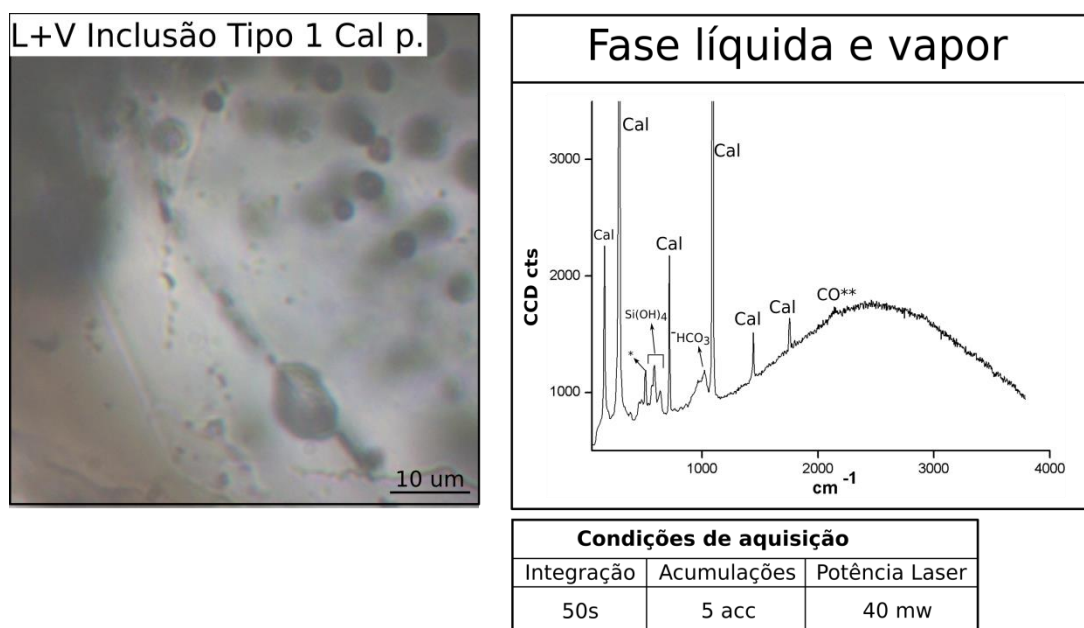 L+V Inclusão Tipo 1 Cal p.
10 um
Fase líquida e vapor
CCD cts
3000
2000
1000
Cal
Cal
Cal
Cal
Si(OH)4
*
-HCO3
Cal
Cal
CO**
1000 2000 3000 4000
cm -1
Condições de aquisição
Integração Acumulações Potência Laser
50s 5 acc 40 mw